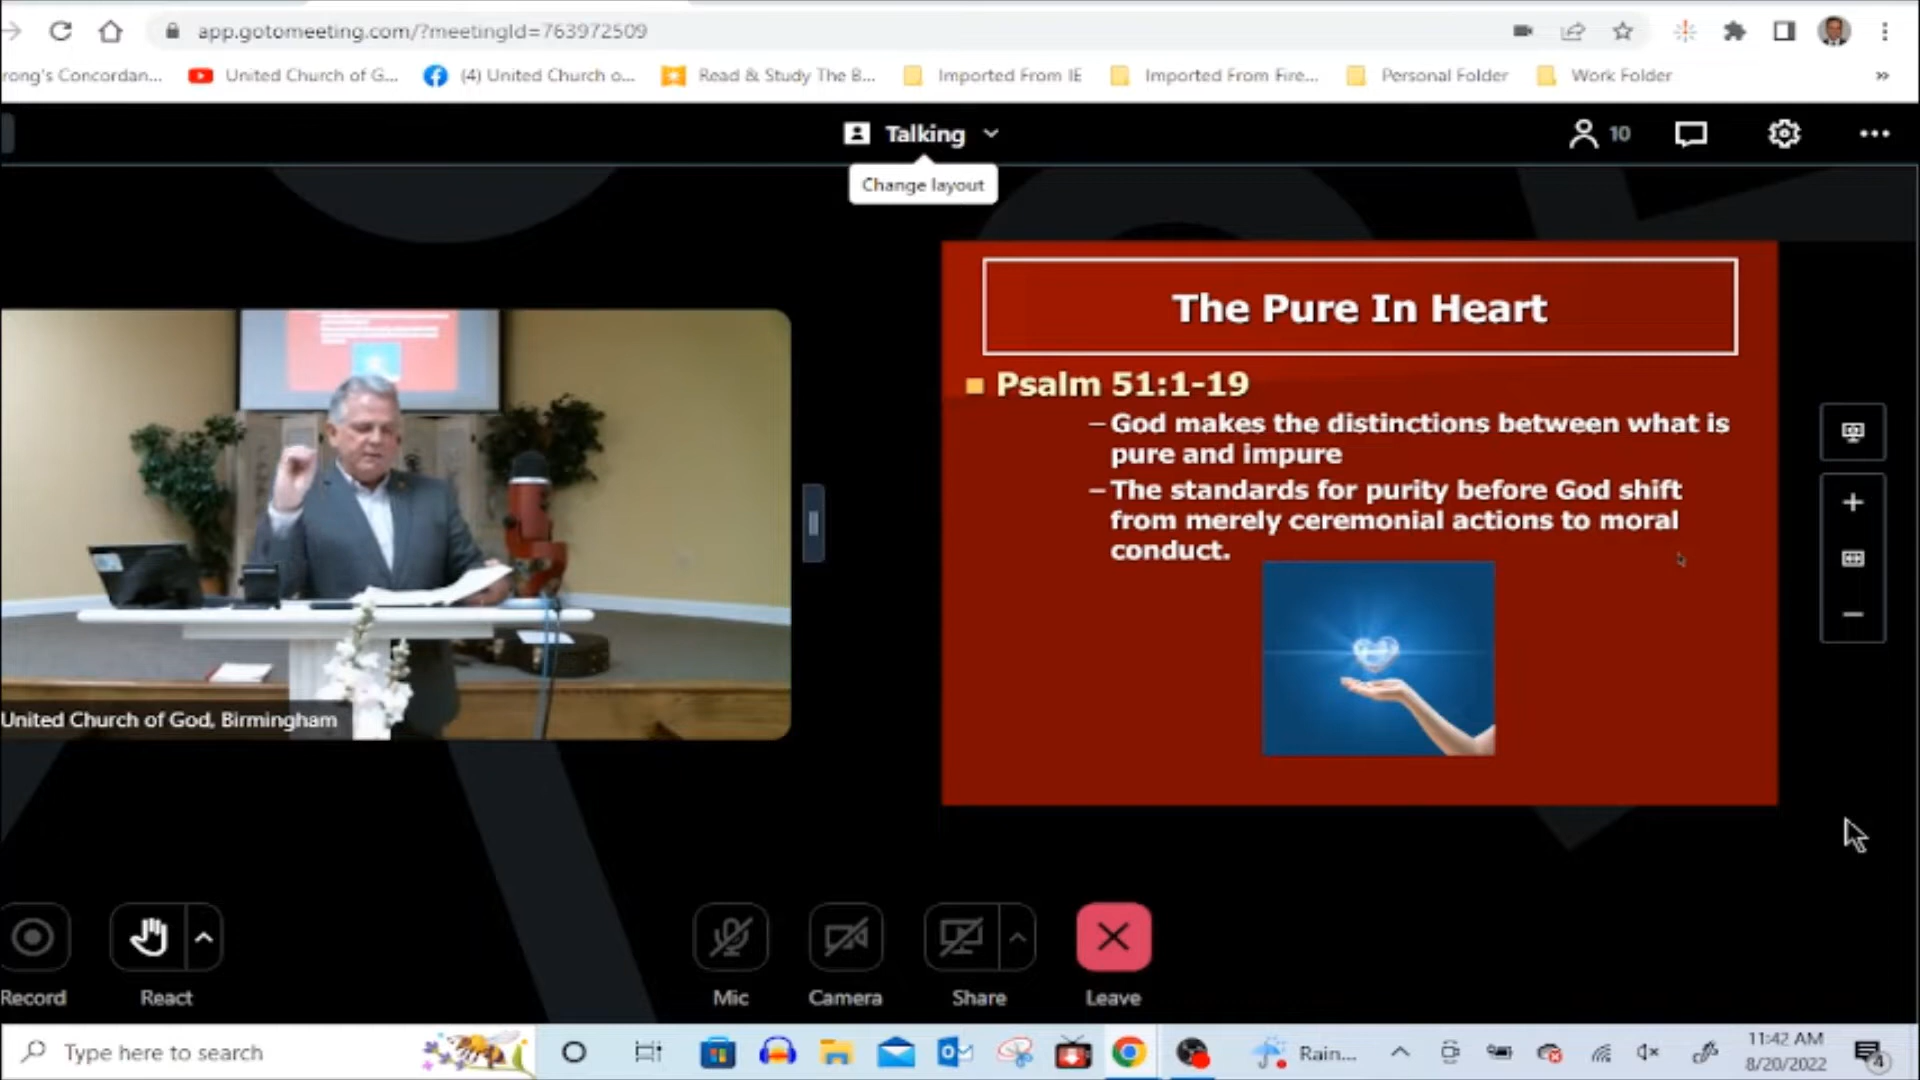 app.gotomeeting.com/?meetingId=763972509
rong's Concordan...
United Church of G...
(4) United Church o...
Read & Study The B...
Imported From IE
Imported From Fire...
Personal Folder
Work Folder
»
Talking
10
Change layout
The Pure In Heart
Psalm 51:1-19
–God makes the distinctions between what is
pure and impure
–The standards for purity before God shift
from merely ceremonial actions to moral
conduct.
United Church of God, Birmingham
Record
React
Mic
Camera
Share
Leave
Type here to search
Rain...
11:42 AM
8/20/2022
4